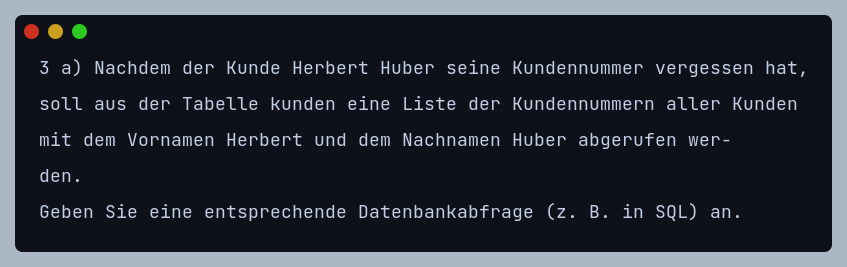 3 a) Nachdem der Kunde Herbert Huber seine Kundennummer vergessen hat,
soll aus der Tabelle kunden eine Liste der Kundennummern aller Kunden
mit dem Vornamen Herbert und dem Nachnamen Huber abgerufen wer-
den.
Geben Sie eine entsprechende Datenbankabfrage (z. B. in SQL) an.